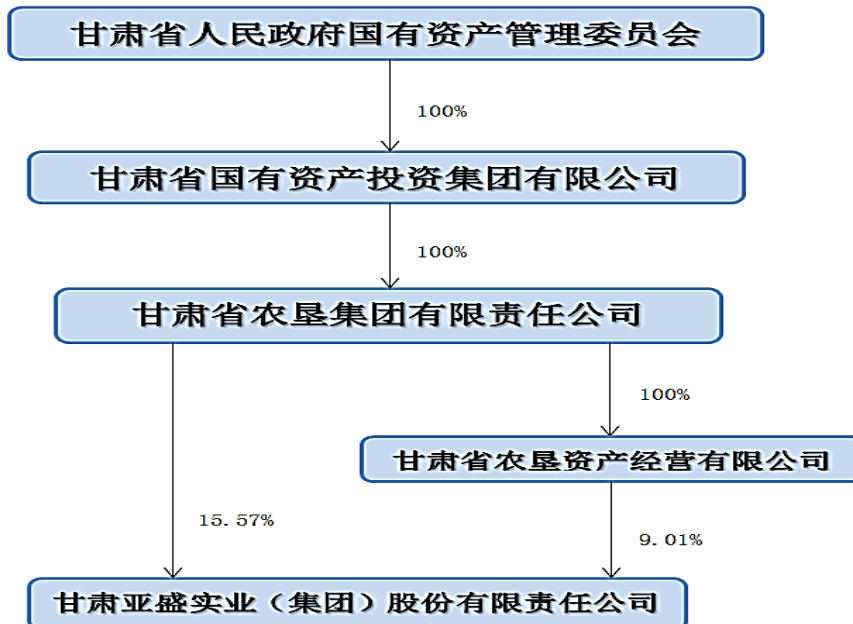 甘肃省人民政府国有资产管理委员会
100%
甘肃省国有资产投资集团有限公司
100%
甘肃省农垦集团有限责任公司
100%
甘肃省农垦资产经营有限公司
15.57%
9.01%
甘肃亚盛实业（集团）股份有限责任公司